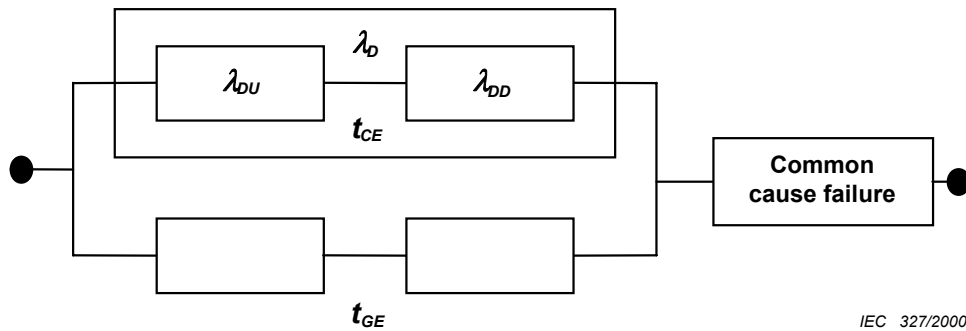 λD
λDU
λDD
tCE
Common
cause failure
tGE
IEC 327/2000